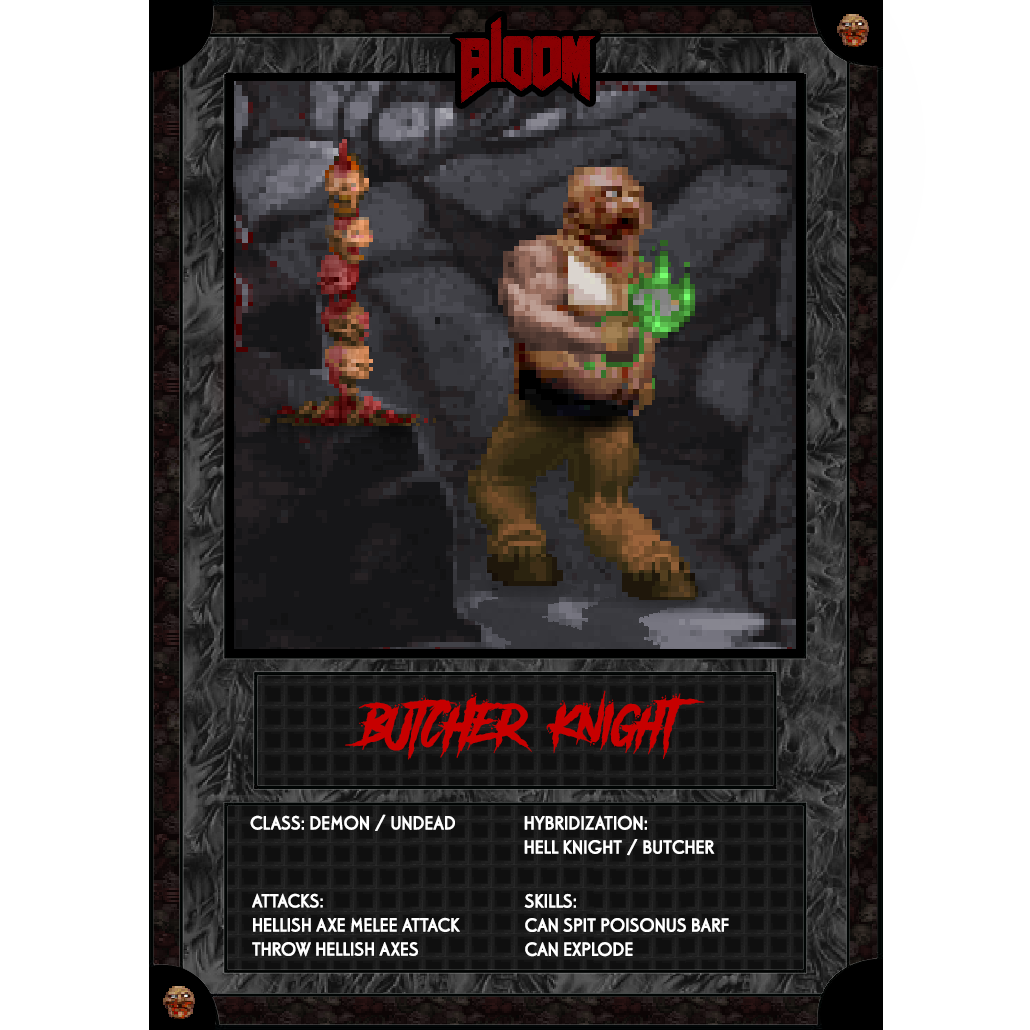 BLOOM
BUTCHER KNIGHT
CLASS: DEMON / UNDEAD
HYBRIDIZATION:
HELL KNIGHT / BUTCHER
ATTACKS:
HELLISH AXE MELEE ATTACK
THROW HELLISH AXES
SKILLS:
CAN SPIT POISONUS BARF
CAN EXPLODE